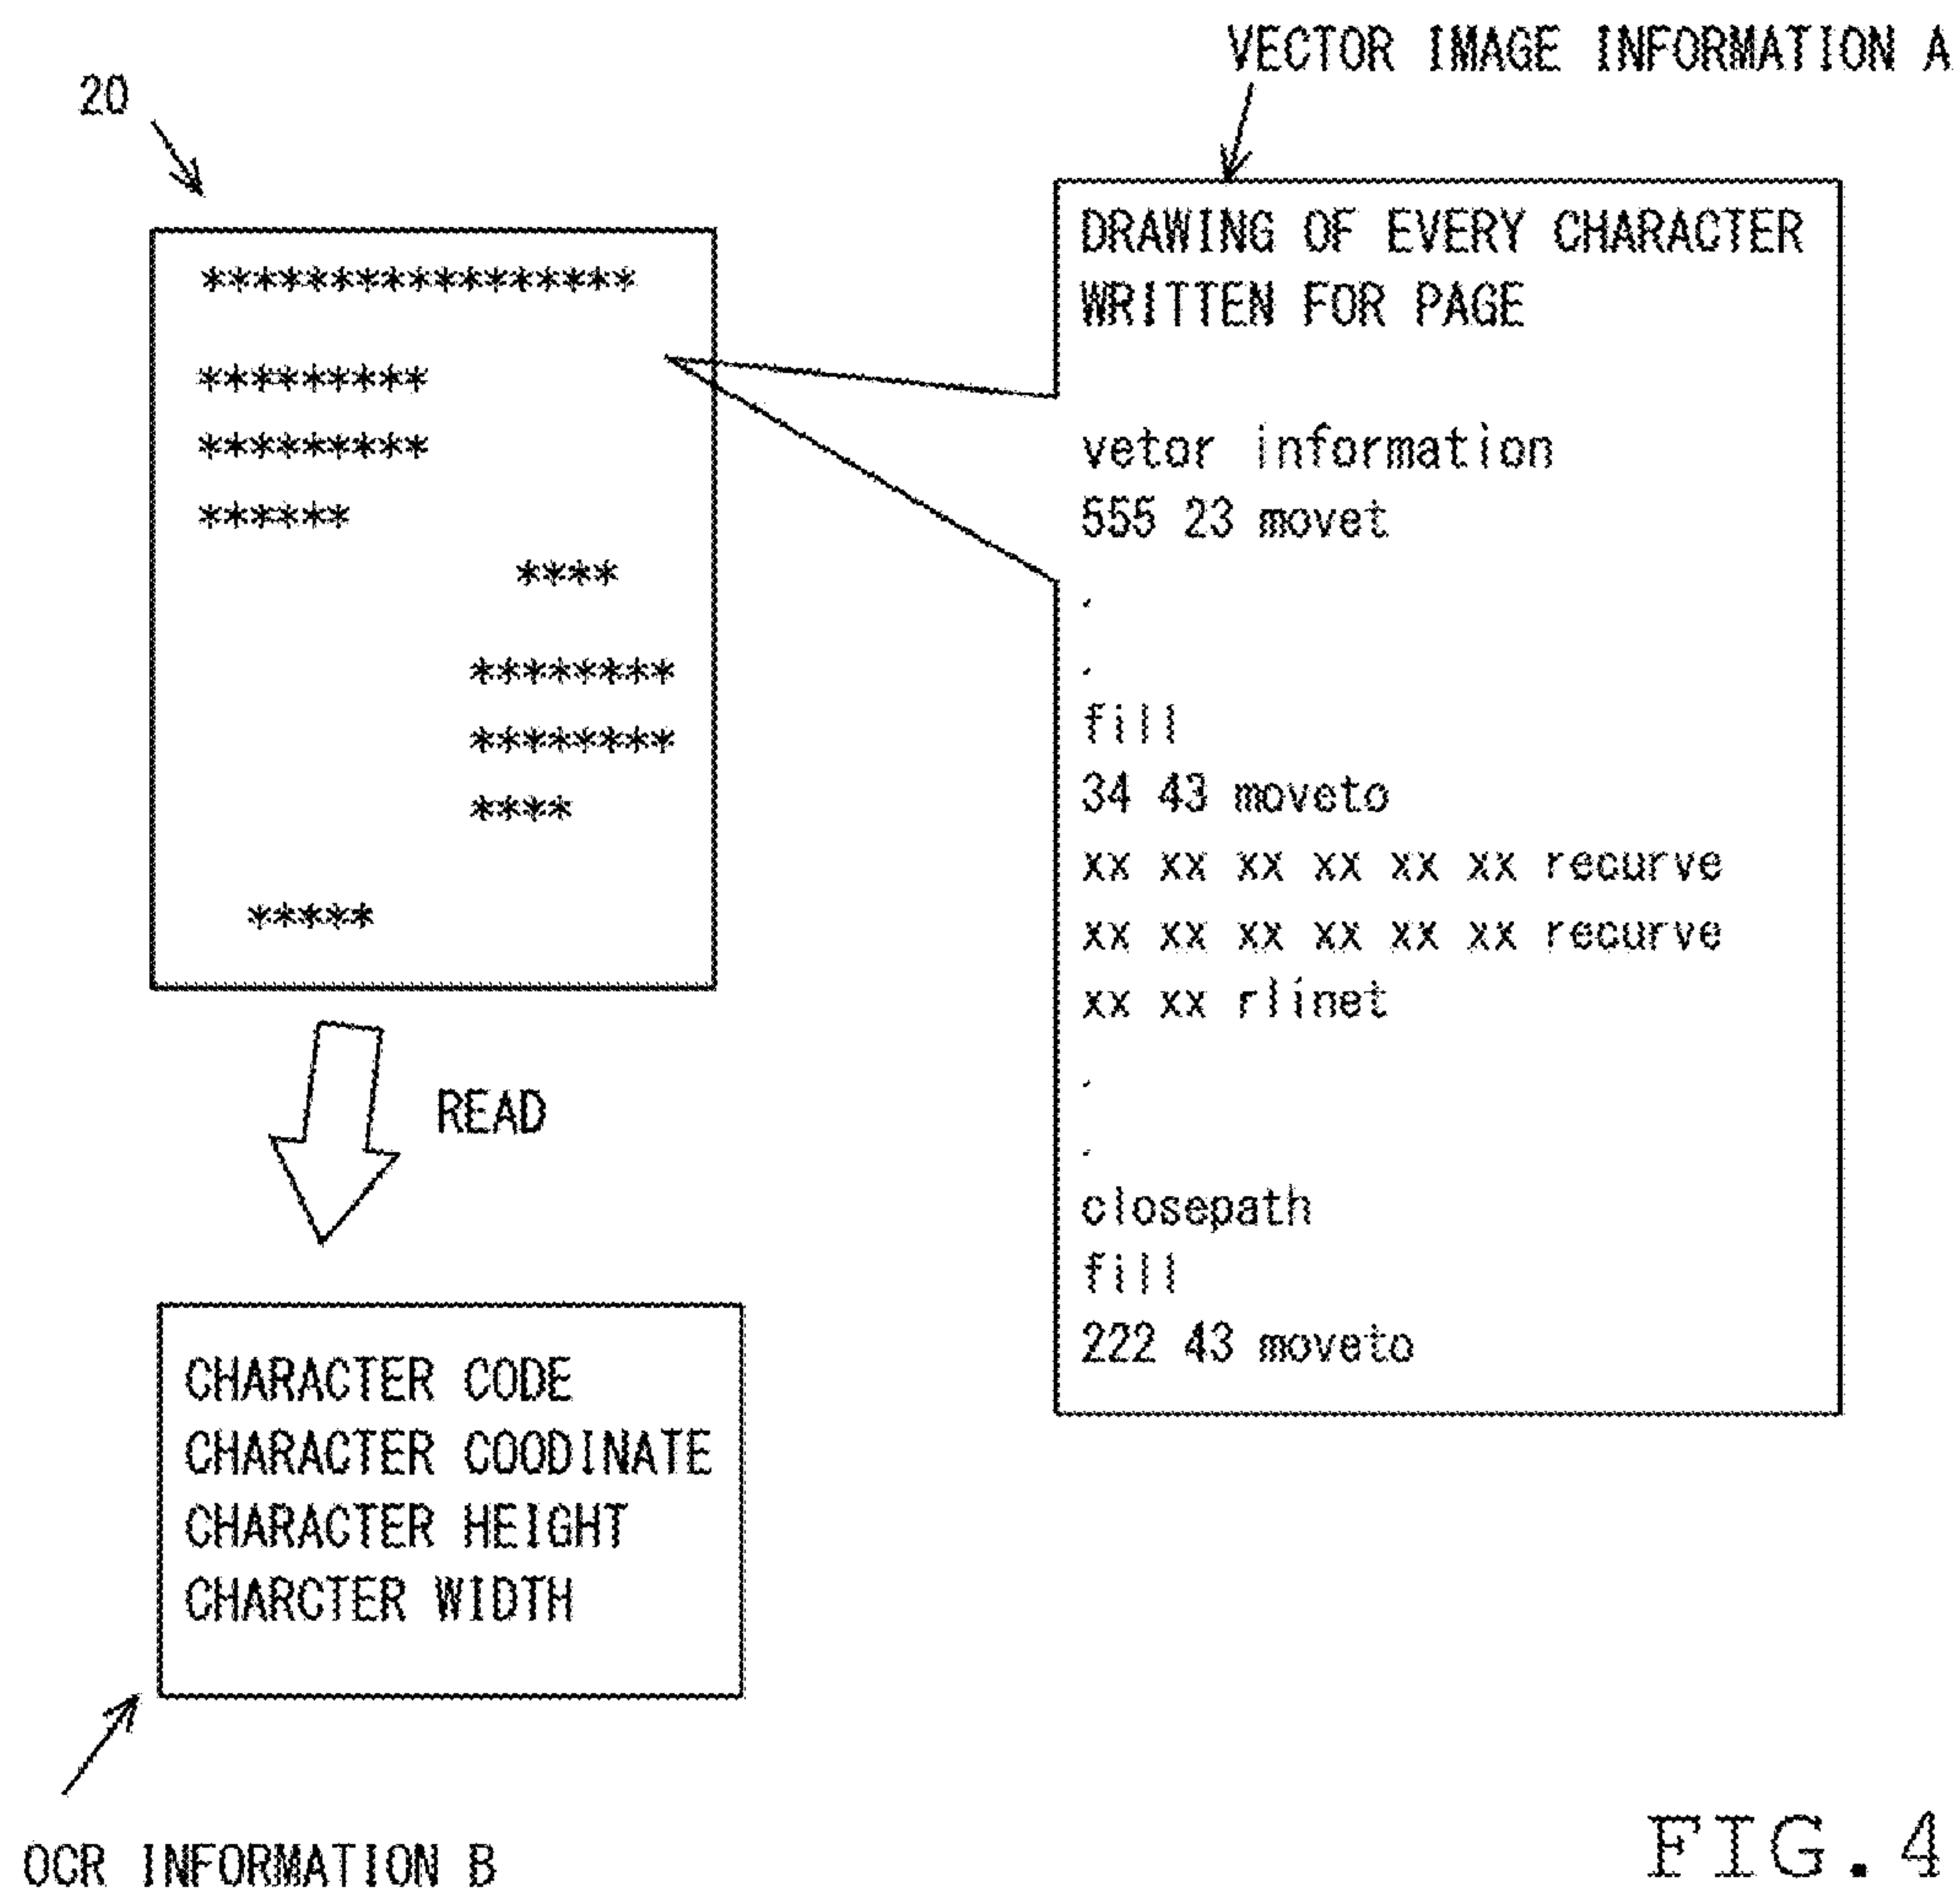 VECTOR IMAGE INFORMATION A
20
*****************
*********
*********
******
****
********
********
****
*****
DRAWING OF EVERY CHARACTER
WRITTEN FOR PAGE
vetor information
555 23 movet
.
.
fill
34 43 moveto
xx xx xx xx xx xx recurve
xx xx xx xx xx xx recurve
xx xx rlinet
.
.
closepath
fill
222 43 moveto
READ
CHARACTER CODE
CHARACTER COODINATE
CHARACTER HEIGHT
CHARCTER WIDTH
OCR INFORMATION B
FIG.4